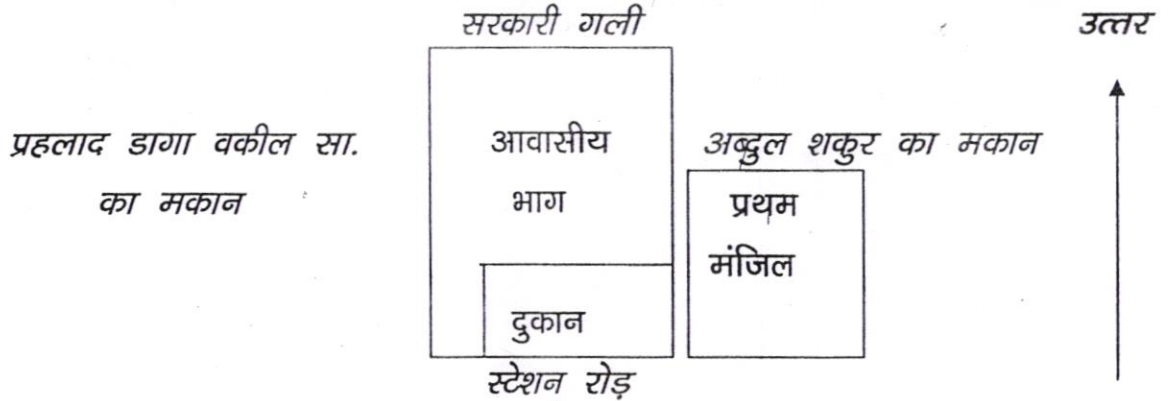 सरकारी गली
उत्तर
प्रहलाद डागा वकील सा.
का मकान
आवासीय
भाग
अब्दुल शकुर का मकान
प्रथम
मंजिल
दुकान
स्टेशन रोड़